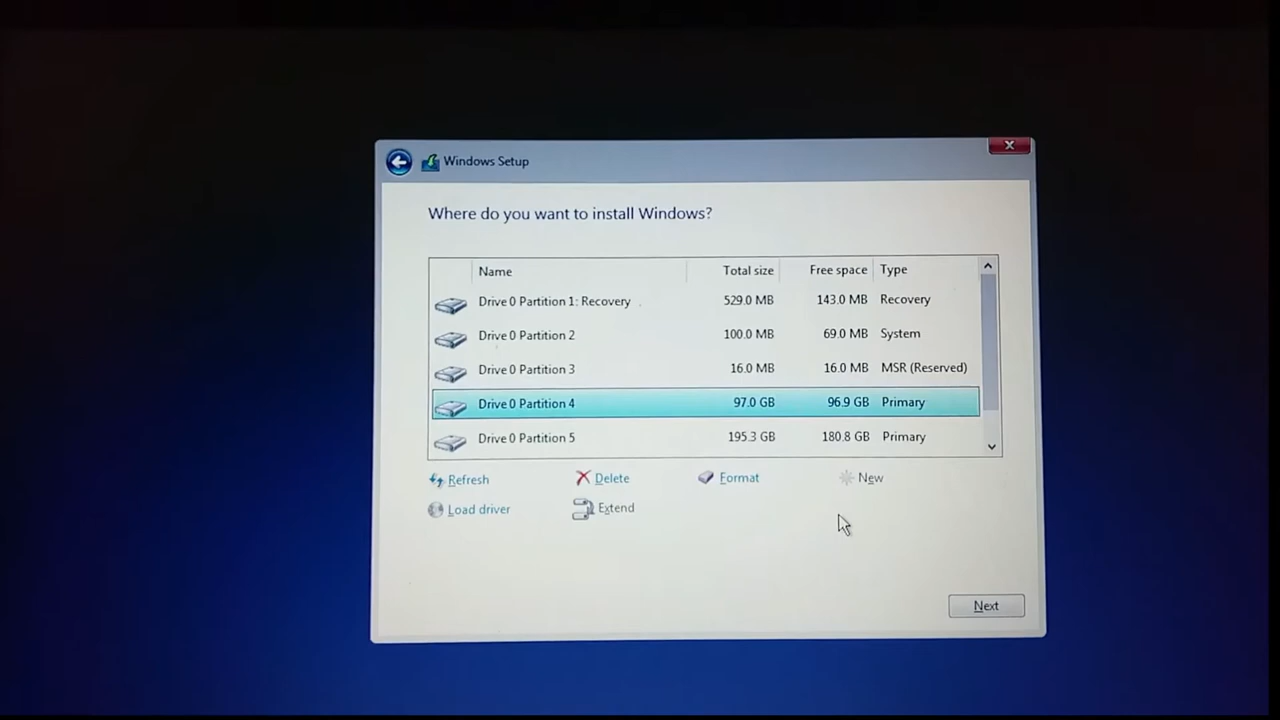 Windows Setup
Where do you want to install Windows?
Name Total size Free space Type
Drive 0 Partition 1: Recovery 529.0 MB 143.0 MB Recovery
Drive 0 Partition 2 100.0 MB 69.0 MB System
Drive 0 Partition 3 16.0 MB 16.0 MB MSR (Reserved)
Drive 0 Partition 4 97.0 GB 96.9 GB Primary
Drive 0 Partition 5 195.3 GB 180.8 GB Primary
Refresh Delete Format New
Load driver Extend
Next